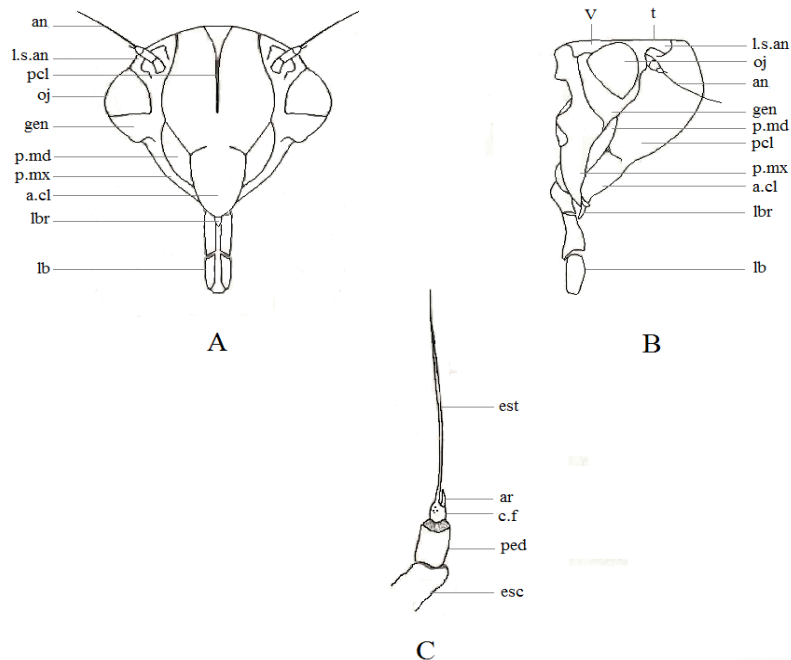 an
l.s.an
pcl
oj
gen
p.md
p.mx
a.cl
lbr
lb
A
V t
l.s.an
oj
an
gen
p.md
pcl
p.mx
a.cl
lbr
lb
B
est
ar
c.f
ped
esc
C